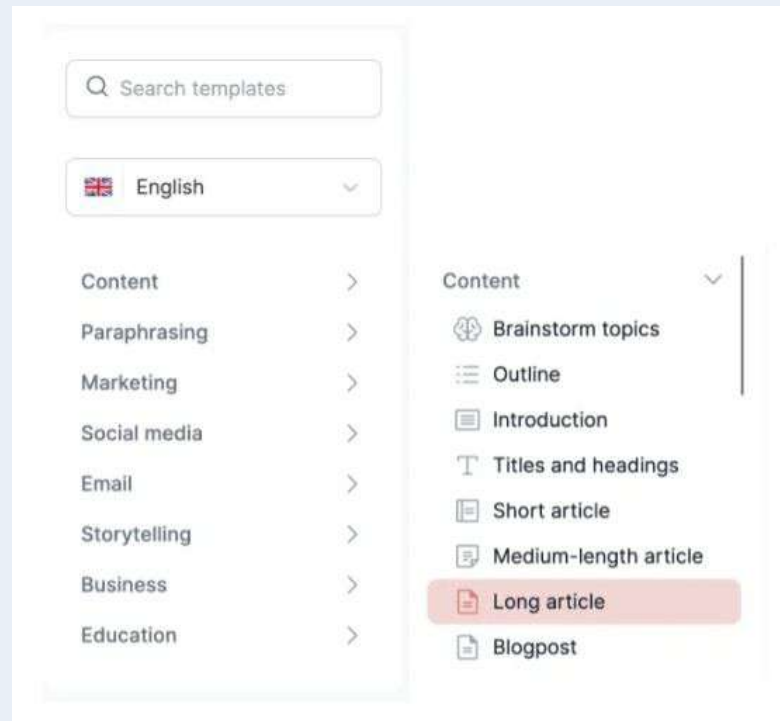 Search templates
English
Content
Paraphrasing
Marketing
Social media
Email
Storytelling
Business
Education
Content
Brainstorm topics
Outline
Introduction
Titles and headings
Short article
Medium-length article
Long article
Blogpost